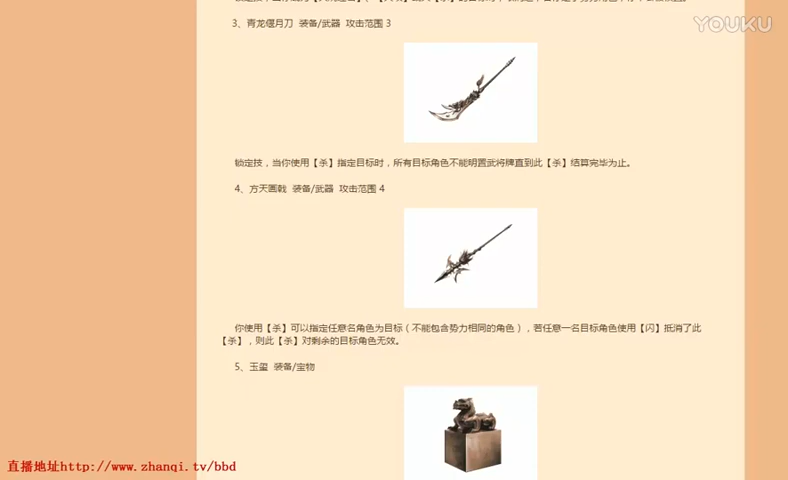 YOUKU
3、青龙偃月刀 装备/武器 攻击范围 3
锁定技，当你使用【杀】指定目标时，所有目标角色不能明置武将牌直到此【杀】结算完毕为止。
4、方天画戟 装备/武器 攻击范围 4
你使用【杀】可以指定任意名角色为目标（不能包含势力相同的角色），若任意一名目标角色使用【闪】抵消了此
【杀】，则此【杀】对剩余的目标角色无效。
5、玉玺 装备/宝物
直播地址http://www.zhanqi.tv/bbd